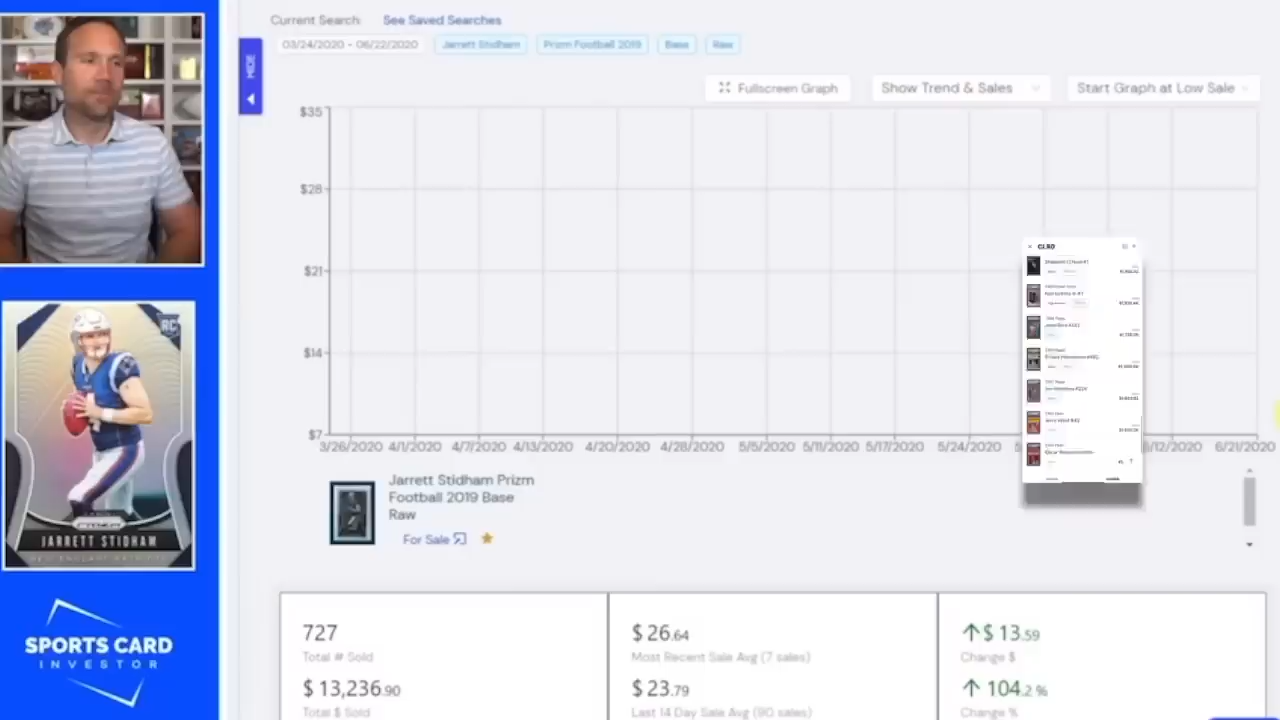 Current Search:
See Saved Searches
03/24/2020 - 06/22/2020
Jarrett Stidham
Prizm Football 2019
Base
Raw
HIDE
Fullscreen Graph
Show Trend & Sales
Start Graph at Low Sale
$35
$28
$21
$14
$7
3/26/2020
4/1/2020
4/7/2020
4/13/2020
4/20/2020
4/28/2020
5/5/2020
5/11/2020
5/17/2020
5/24/2020
6/21/2020
RC
PRIZM
JARRETT STIDHAM
NEW ENGLAND PATRIOTS
Jarrett Stidham Prizm
Football 2019 Base
Raw
For Sale
727
Total # Sold
$ 13,236.90
Total $ Sold
$ 26.64
Most Recent Sale Avg (7 sales)
$ 23.79
Last 14 Day Sale Avg (90 sales)
$ 13.59
Change $
104.2 %
Change %
SPORTS CARD
INVESTOR